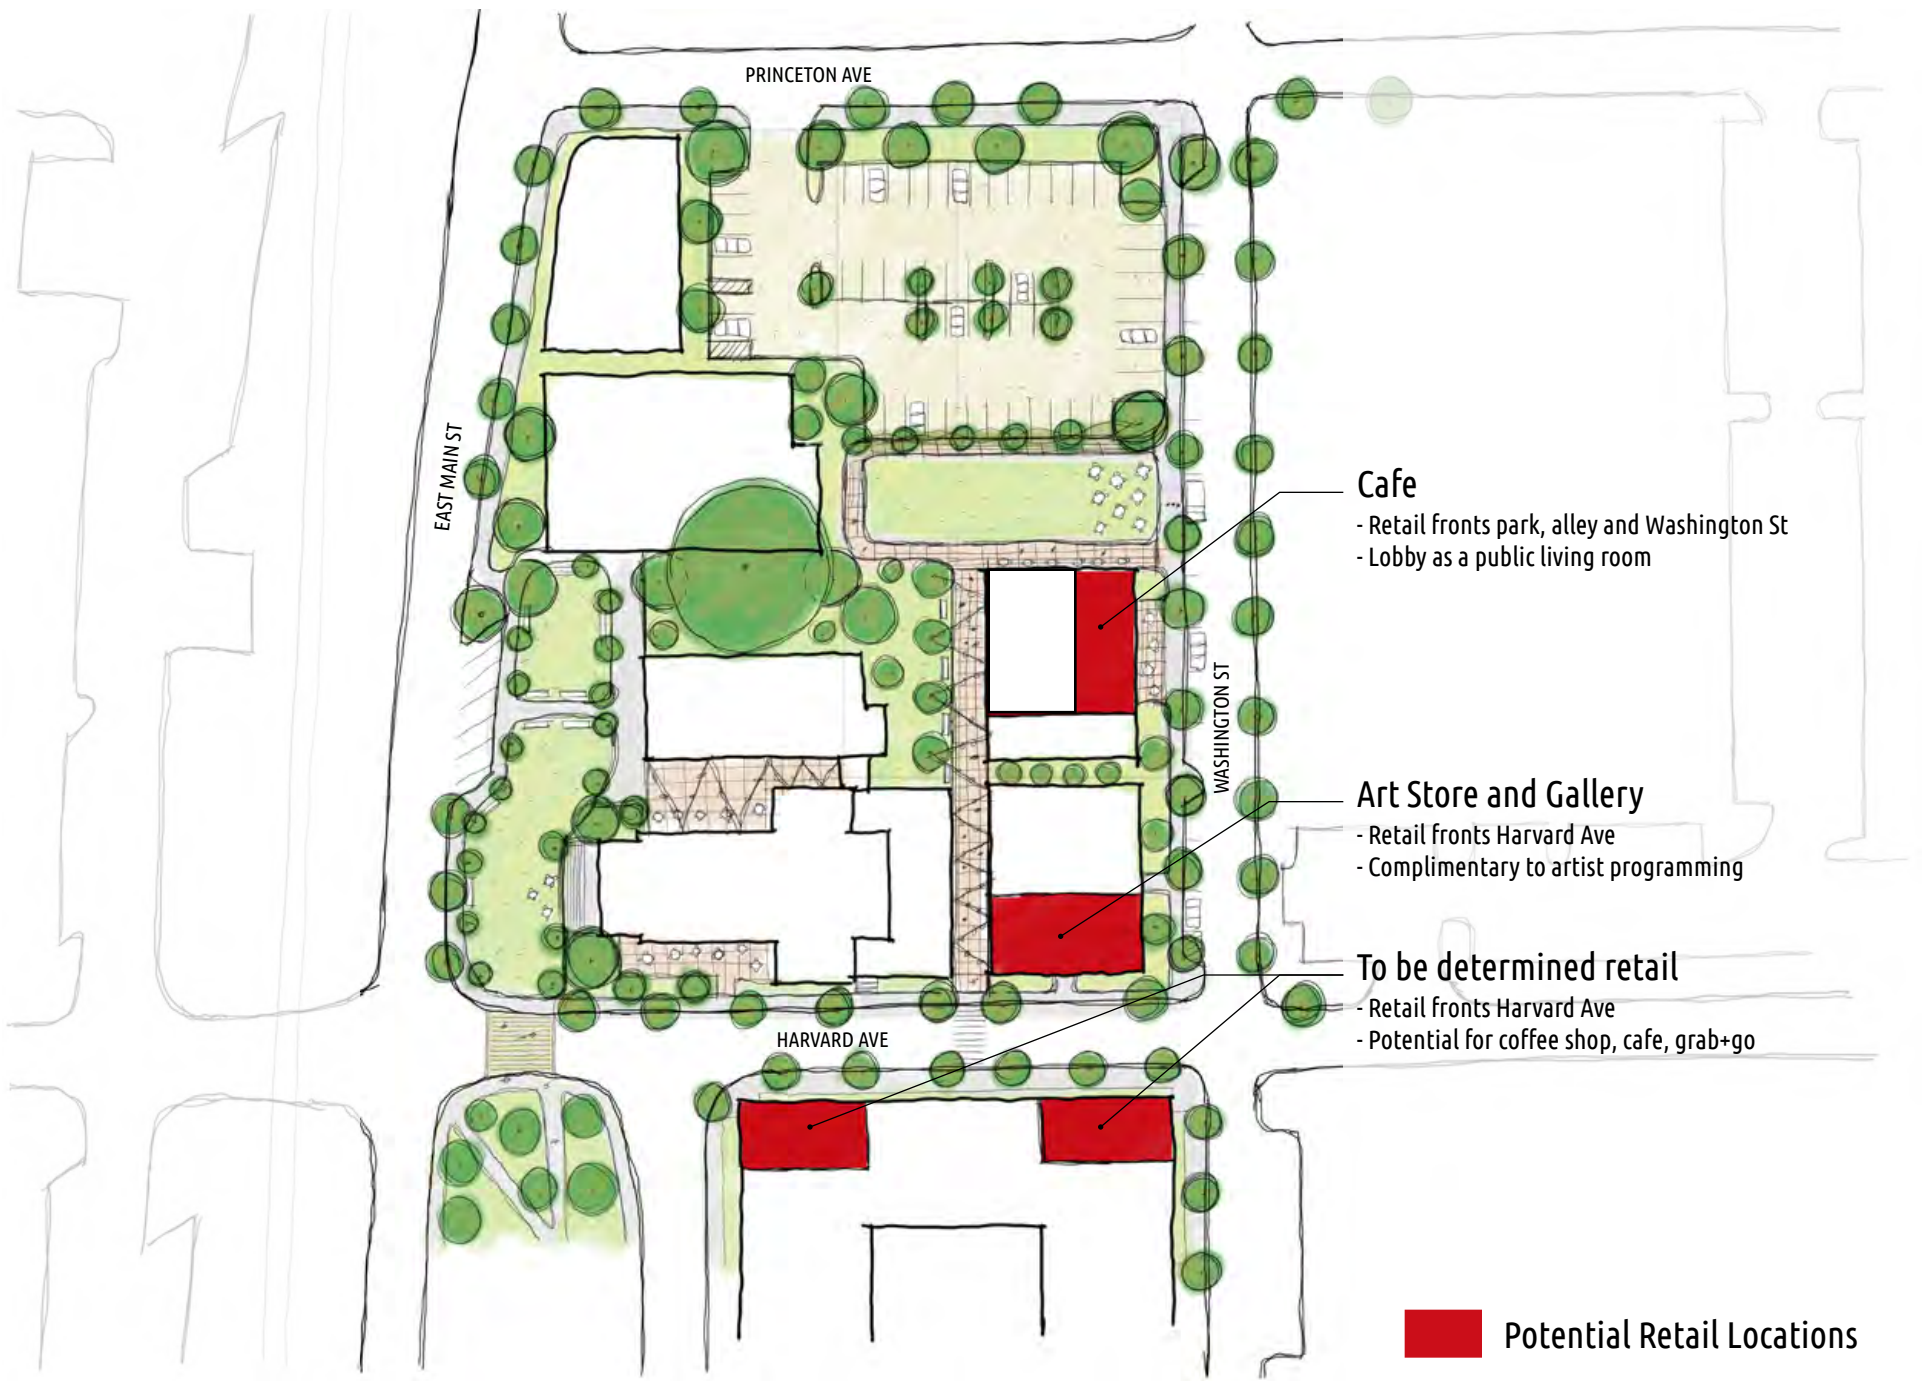 PRINCETON AVE
EAST MAIN ST
Cafe
- Retail fronts park, alley and Washington St
- Lobby as a public living room
WASHINGTON ST
Art Store and Gallery
- Retail fronts Harvard Ave
- Complimentary to artist programming
To be determined retail
- Retail fronts Harvard Ave
- Potential for coffee shop, cafe, grab+go
HARVARD AVE
Potential Retail Locations